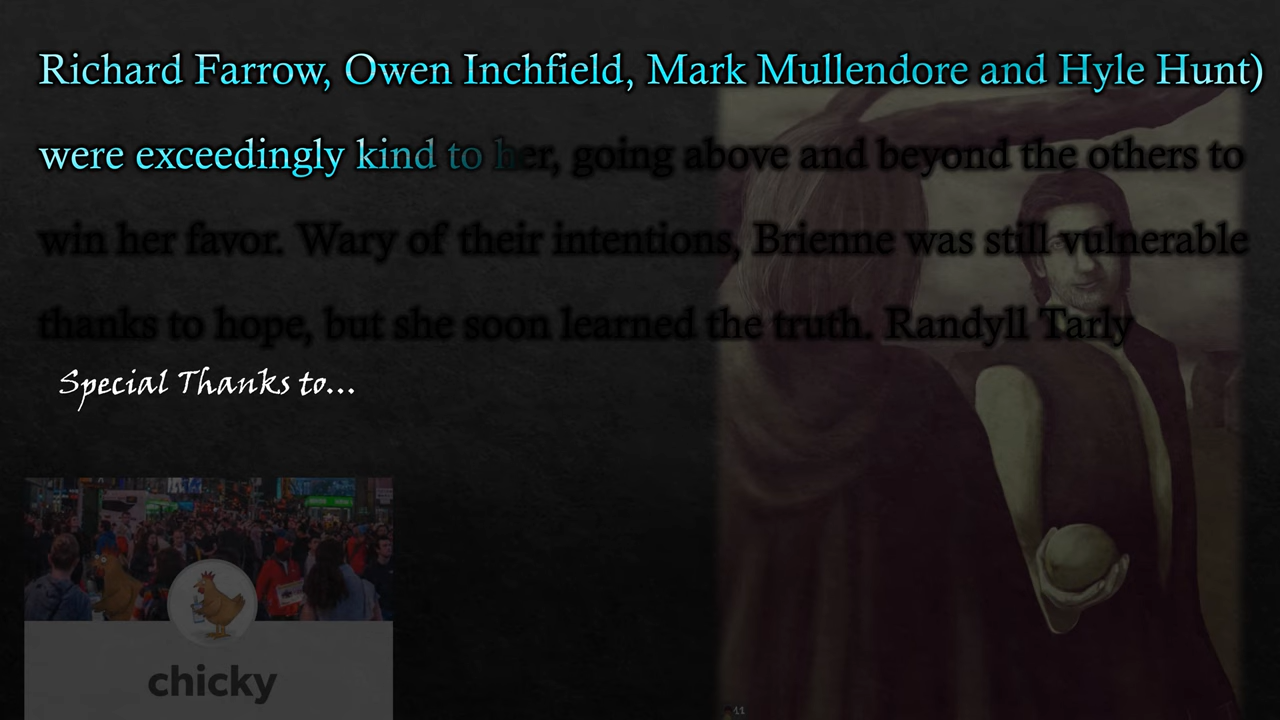 Richard Farrow, Owen Inchfield, Mark Mullendore and Hyle Hunt)
were exceedingly kind to her, going above and beyond the others to
win her favor. Wary of their intentions, Brienne was still vulnerable
thanks to hope, but she soon learned the truth. Randyll Tarly
Special Thanks to...
chicky
11